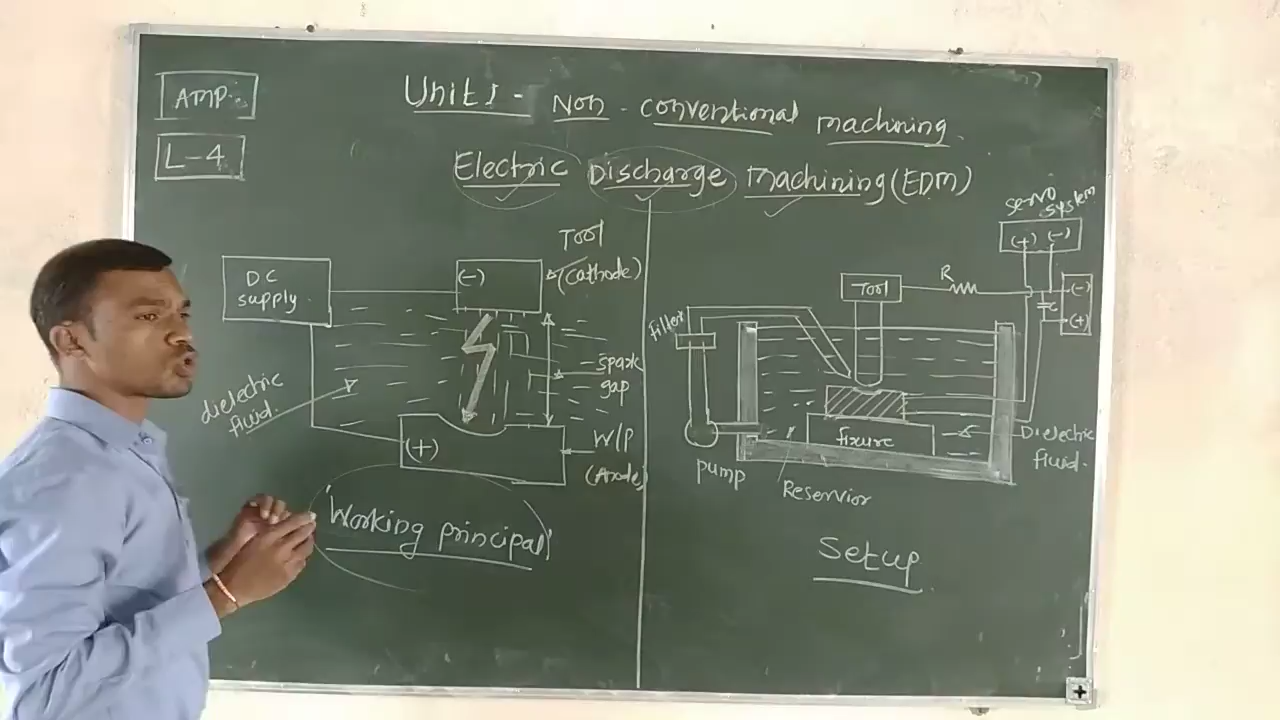 AMP.
L-4
Unit 1 - Non-conventional machining.
Electric Discharge Machining (EDM)
DC
supply.
(-)
Tool
(Cathode)
spark
gap
dielectric
fluid.
(+)
W/P
(Anode)
Working principal
servo
system
(+) (-)
Tool
R
(-)
c
(+)
Filter
fixure
pump
Reservior
Dielectric
fluid.
Setup